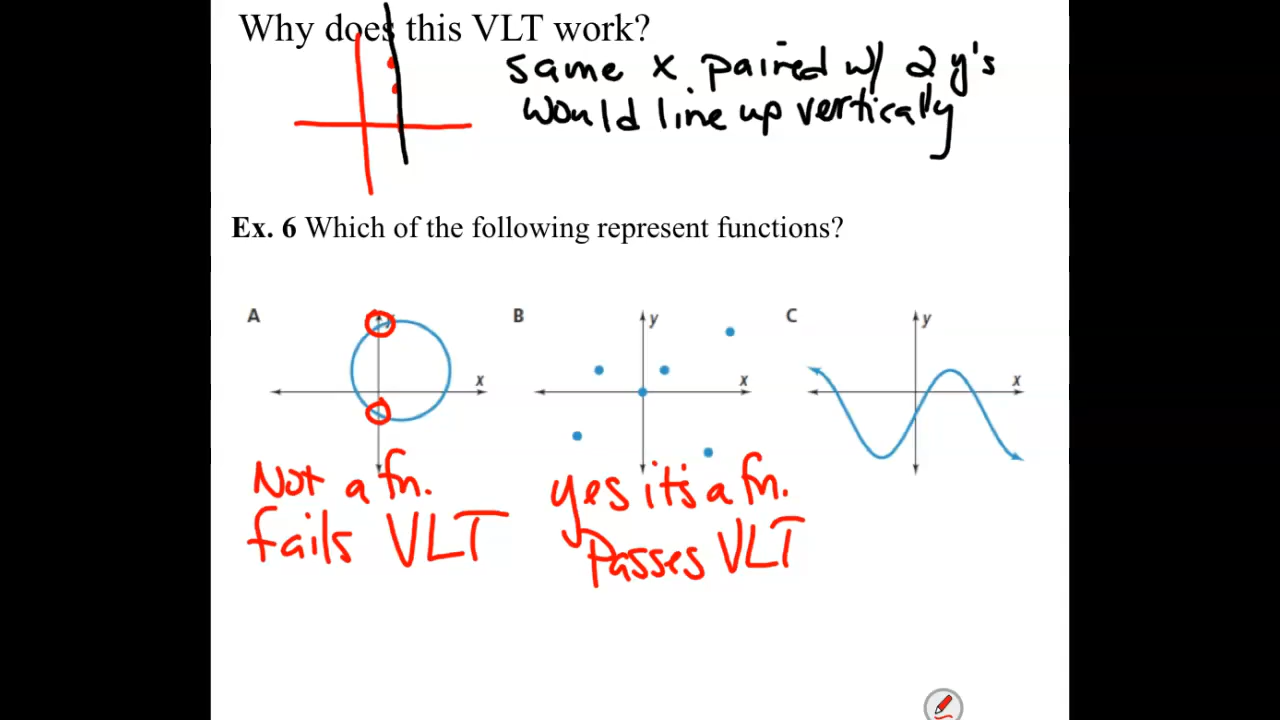 Why does this VLT work?
same x paired w/ 2 y's
would line up vertically
Ex. 6 Which of the following represent functions?
A
x
B
y
x
C
y
x
Not a fn.
fails VLT
yes it's a fn.
Passes VLT